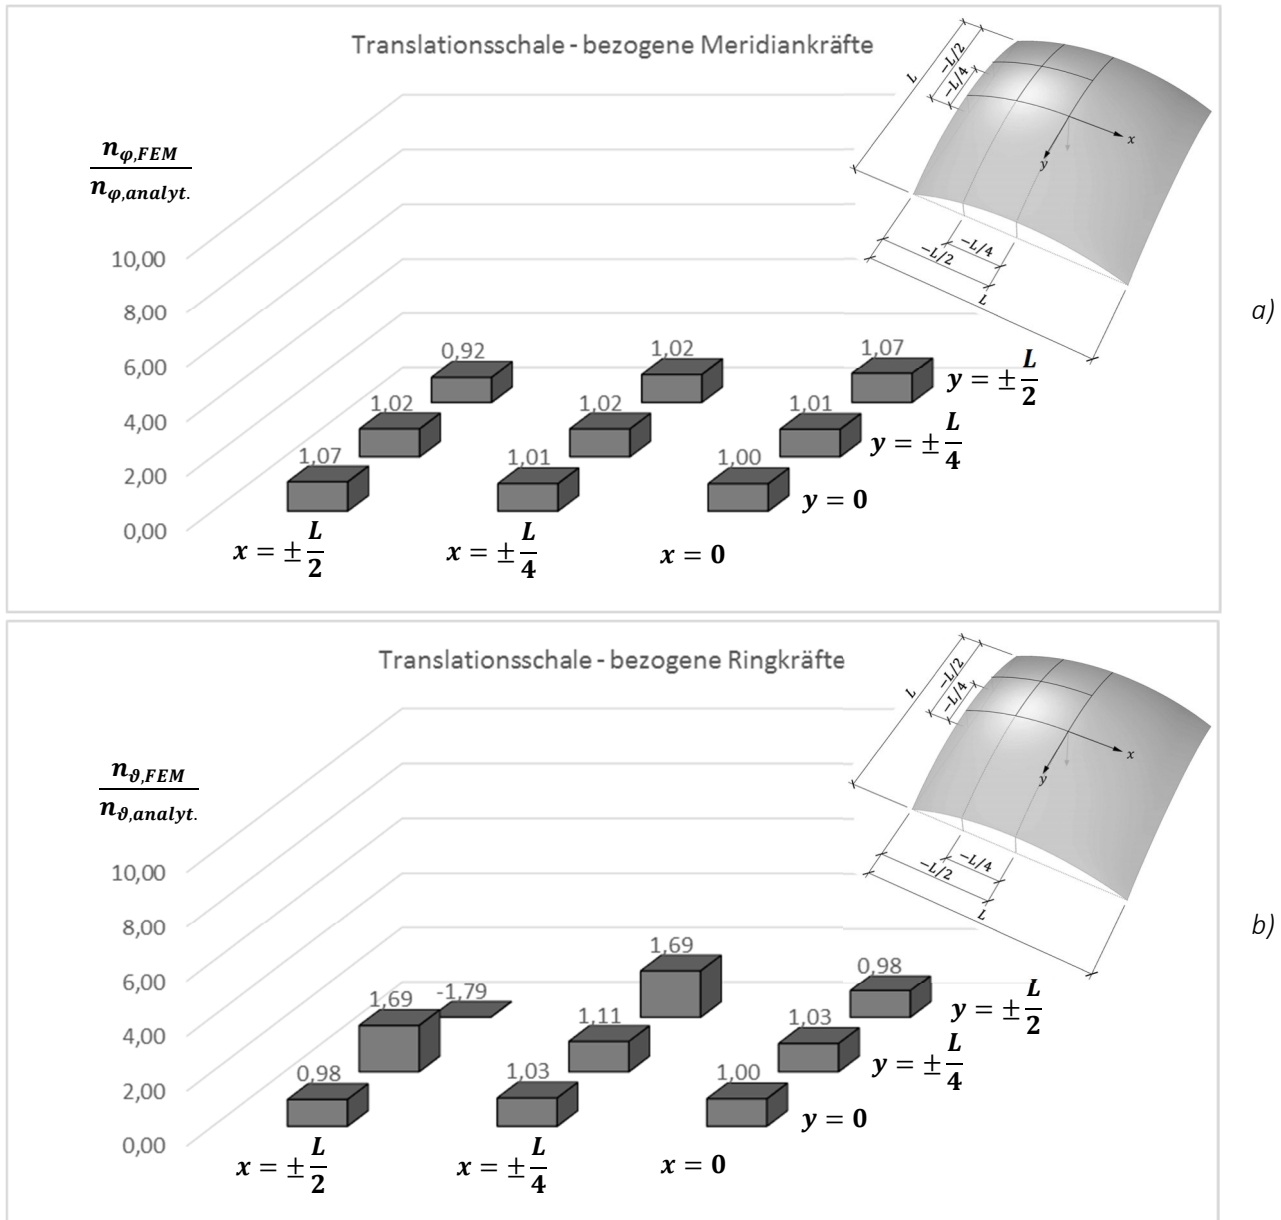 Translationsschale - bezogene Meridiankräfte
n_φ,FEM
n_φ,analyt.
10,00
8,00
6,00
4,00
2,00
0,00
0,92
1,02
1,07
1,02
1,02
1,01
1,07
1,01
1,00
y = ± L/2
y = ± L/4
y = 0
x = ± L/2
x = ± L/4
x = 0
L
−L/2
−L/4
x
y
−L/4
−L/2
L
a)
Translationsschale - bezogene Ringkräfte
n_ϑ,FEM
n_ϑ,analyt.
10,00
8,00
6,00
4,00
2,00
0,00
-1,79
1,69
0,98
1,69
1,11
1,03
0,98
1,03
1,00
y = ± L/2
y = ± L/4
y = 0
x = ± L/2
x = ± L/4
x = 0
L
−L/2
−L/4
x
y
−L/4
−L/2
L
b)